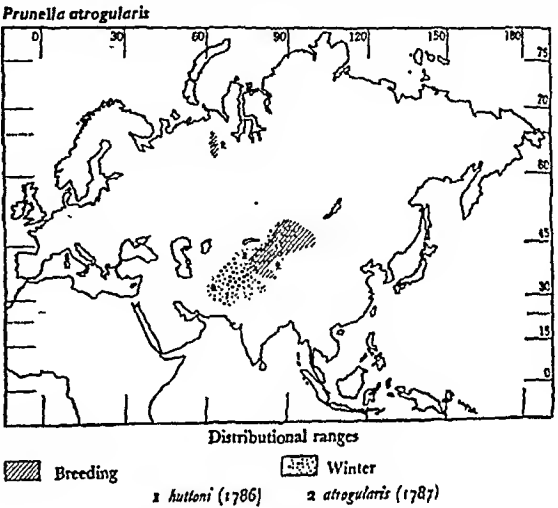 Prunella atrogularis
0 30 60 90 120 150 180
75
70
60
45
30
15
0
Distributional ranges
Breeding Winter
1 huttoni (1786) 2 atrogularis (1787)